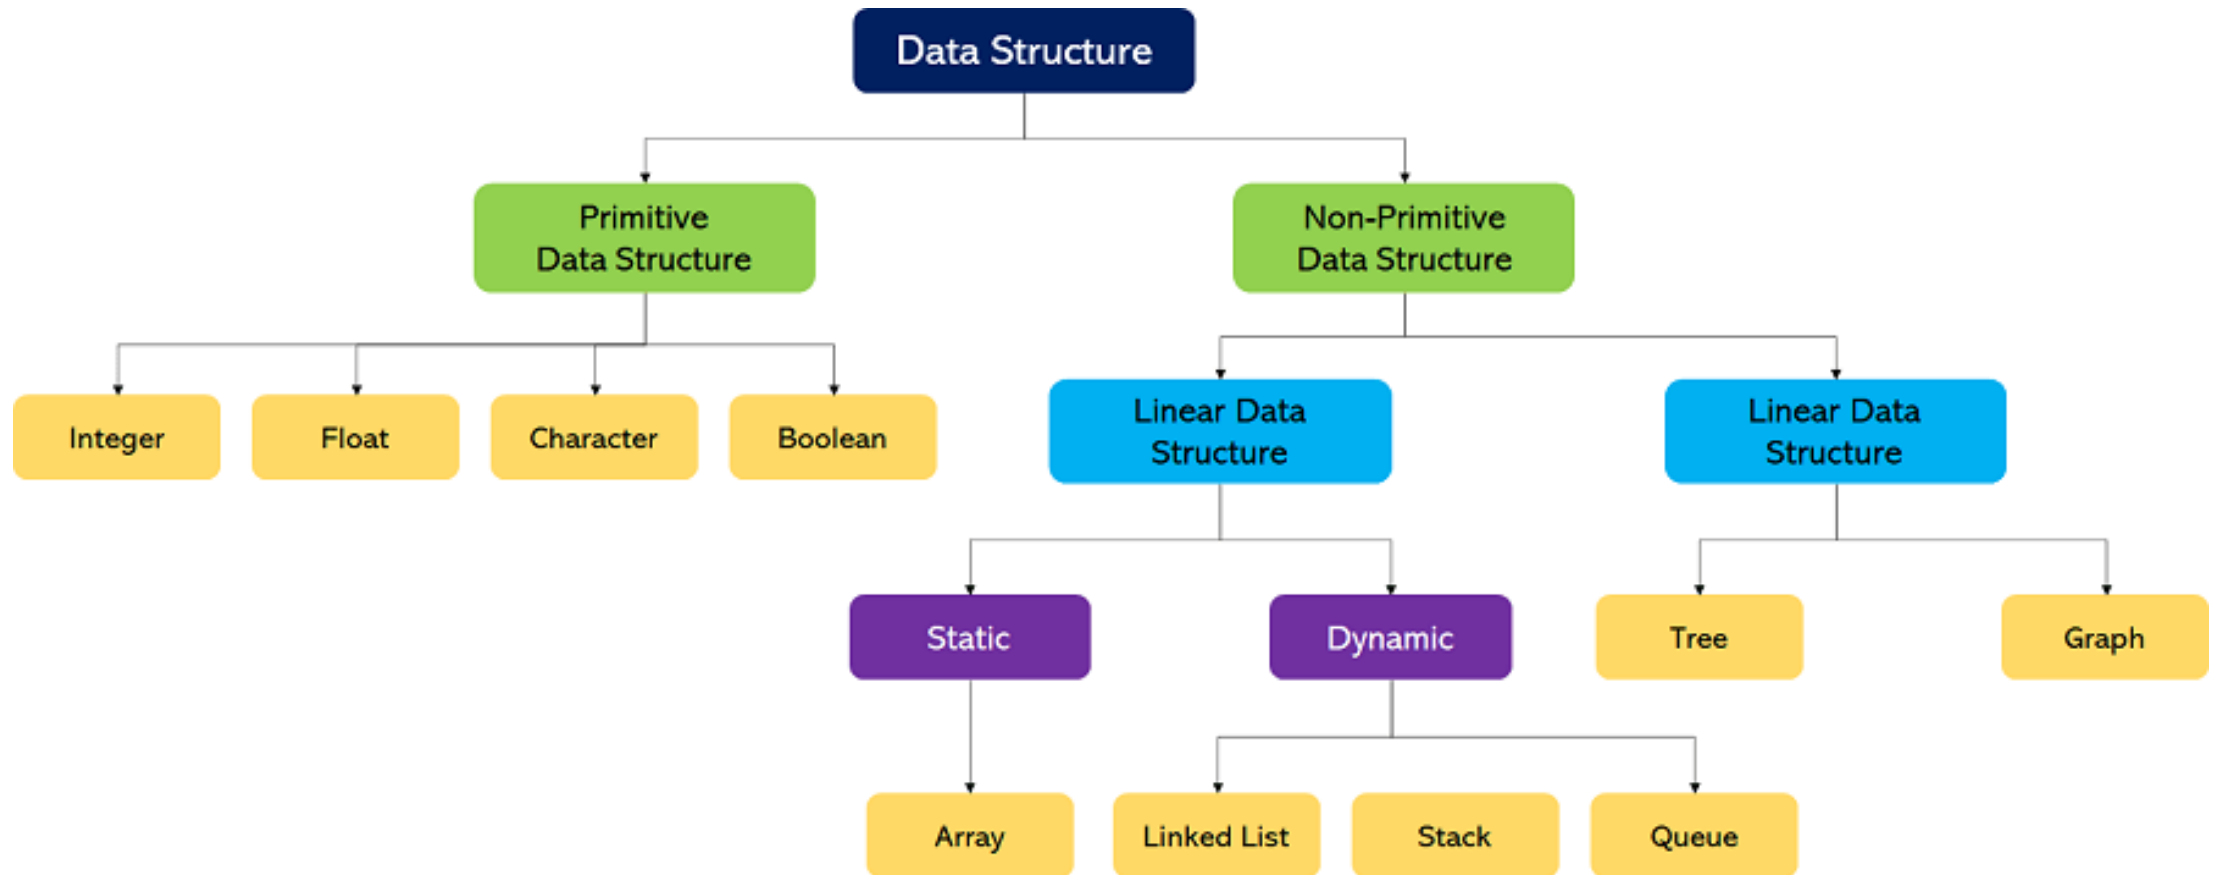 Data Structure
Primitive
Data Structure
Non-Primitive
Data Structure
Integer
Float
Character
Boolean
Linear Data
Structure
Linear Data
Structure
Static
Dynamic
Tree
Graph
Array
Linked List
Stack
Queue